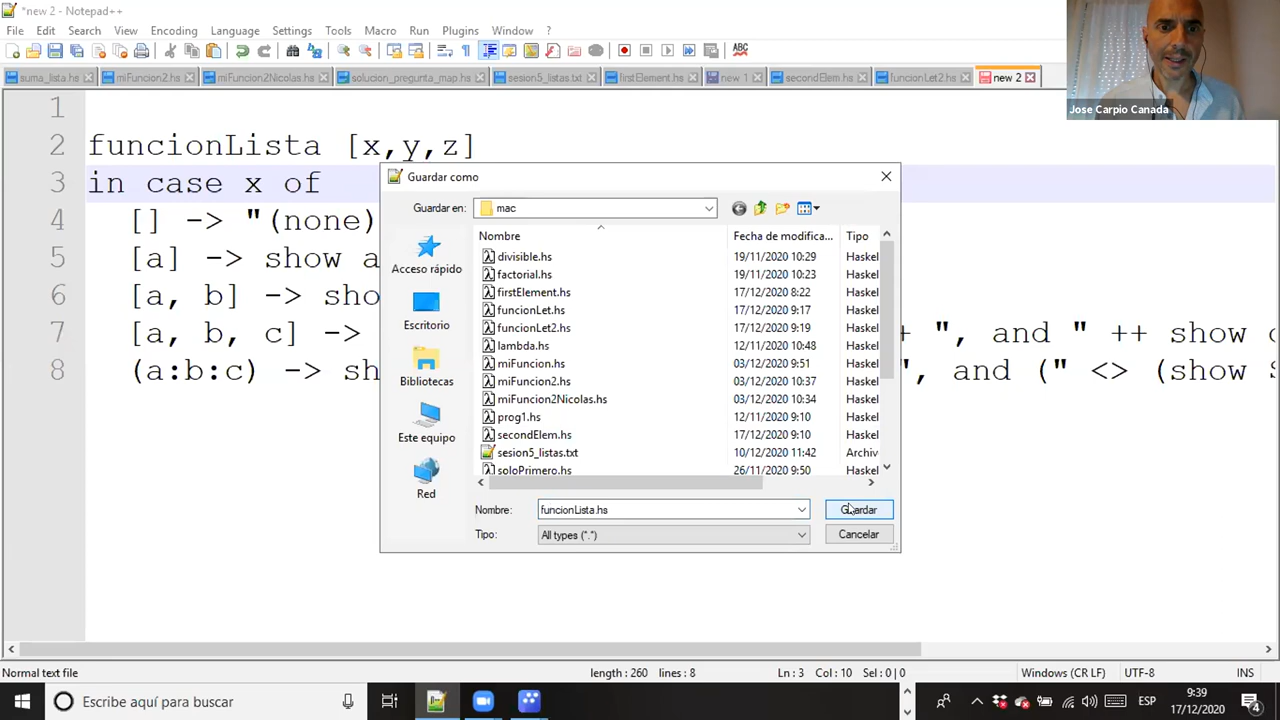 *new 2 - Notepad++
File Edit Search View Encoding Language Settings Tools Macro Run Plugins Window ?
suma_lista.hs miFuncion2.hs miFuncion2Nicolas.hs solucion_pregunta_map.hs sesion5_listas.txt firstElement.hs new 1 secondElem.hs funcionLet2.hs new 2
Jose Carpio Canada
1
2 funcionLista [x,y,z]
3 in case x of
4 [] -> "(none)
5 [a] -> show a
6 [a, b] -> sho
7 [a, b, c] -> + ", and " ++ show c
8 (a:b:c) -> sh ", and (" <> (show
Guardar como
Guardar en: mac
Nombre Fecha de modifica... Tipo
divisible.hs 19/11/2020 10:29 Haskel
factorial.hs 19/11/2020 10:23 Haskel
firstElement.hs 17/12/2020 8:22 Haskel
funcionLet.hs 17/12/2020 9:17 Haskel
funcionLet2.hs 17/12/2020 9:19 Haskel
lambda.hs 12/11/2020 10:48 Haskel
miFuncion.hs 03/12/2020 9:51 Haskel
miFuncion2.hs 03/12/2020 10:37 Haskel
miFuncion2Nicolas.hs 03/12/2020 10:34 Haskel
prog1.hs 12/11/2020 9:10 Haskel
secondElem.hs 17/12/2020 9:10 Haskel
sesion5_listas.txt 10/12/2020 11:42 Archiv
soloPrimero.hs 26/11/2020 9:50 Haskel
Acceso rápido
Escritorio
Bibliotecas
Este equipo
Red
Nombre: funcionLista.hs Guardar
Tipo: All types (*.*) Cancelar
Normal text file length : 260 lines : 8 Ln : 3 Col : 10 Sel : 0 | 0 Windows (CR LF) UTF-8 INS
Escribe aquí para buscar ESP 9:39
17/12/2020 4